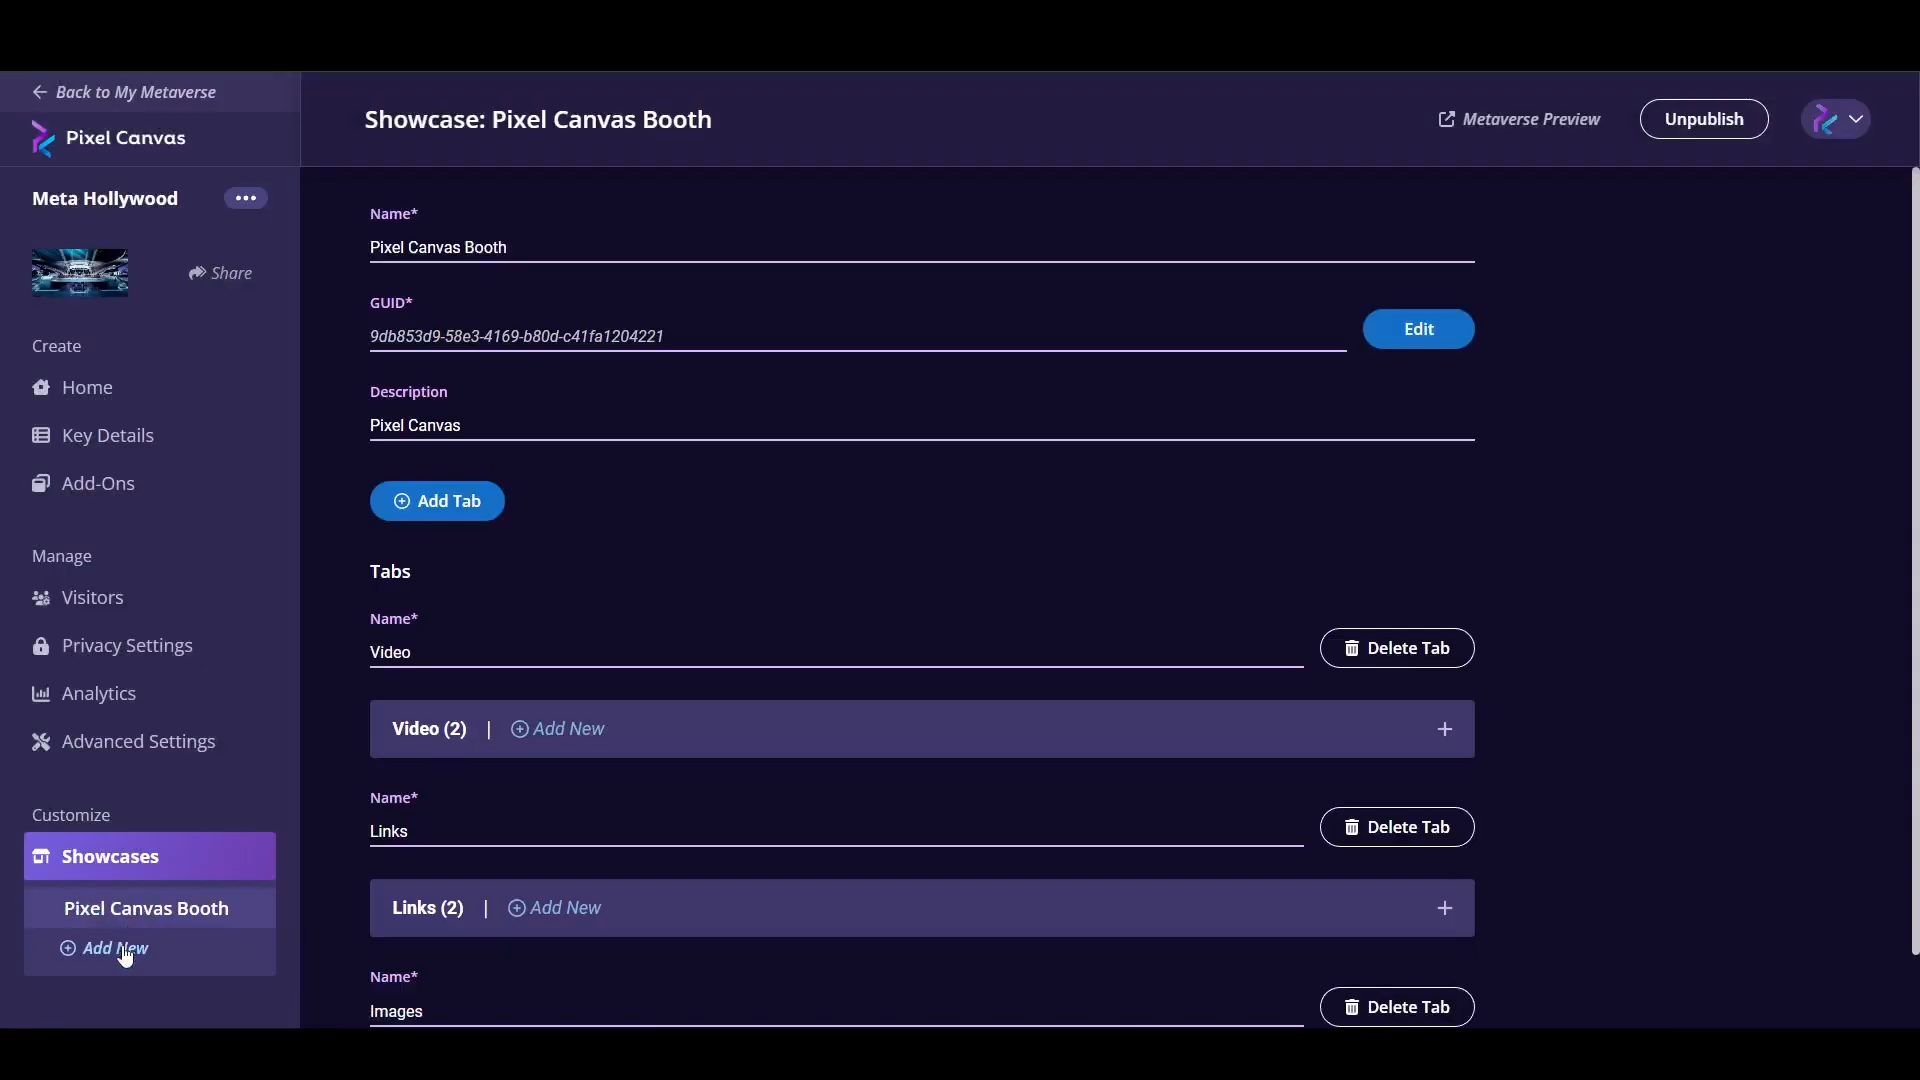 Back to My Metaverse
Pixel Canvas
Showcase: Pixel Canvas Booth
Metaverse Preview
Unpublish
Meta Hollywood
Share
Create
Home
Key Details
Add-Ons
Manage
Visitors
Privacy Settings
Analytics
Advanced Settings
Customize
Showcases
Pixel Canvas Booth
Add New
Name*
Pixel Canvas Booth
GUID*
9db853d9-58e3-4169-b80d-c41fa1204221
Edit
Description
Pixel Canvas
Add Tab
Tabs
Name*
Video
Delete Tab
Video (2) | Add New
Name*
Links
Delete Tab
Links (2) | Add New
Name*
Images
Delete Tab